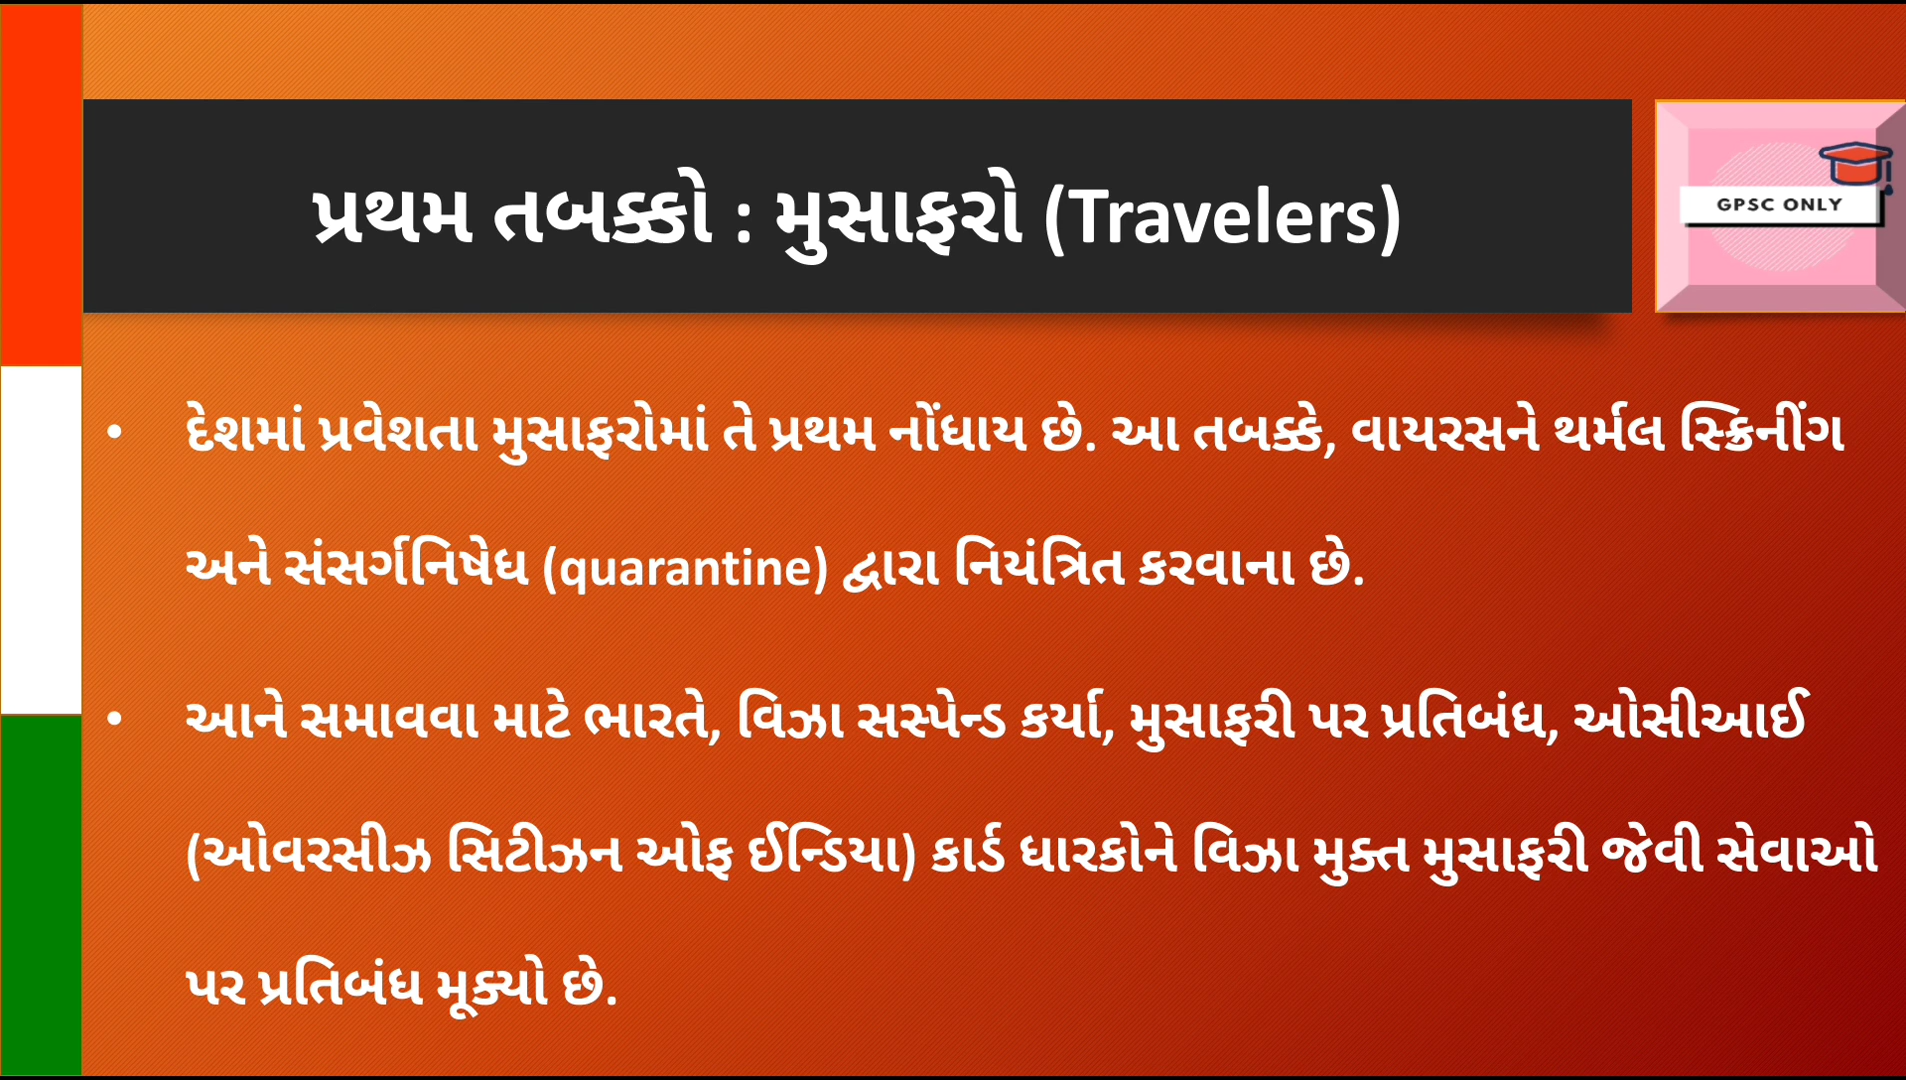 પ્રથમ તબક્કો : મુસાફરો (Travelers)
GPSC ONLY
• દેશમાં પ્રવેશતા મુસાફરોમાં તે પ્રથમ નોંધાય છે. આ તબક્કે, વાયરસને થર્મલ સ્ક્રિનીંગ
અને સંસર્ગનિષેધ (quarantine) દ્વારા નિયંત્રિત કરવાના છે.
• આને સમાવવા માટે ભારતે, વિઝા સસ્પેન્ડ કર્યા, મુસાફરી પર પ્રતિબંધ, ઓસીઆઈ
(ઓવરસીઝ સિટીઝન ઓફ ઈન્ડિયા) કાર્ડ ધારકોને વિઝા મુક્ત મુસાફરી જેવી સેવાઓ
પર પ્રતિબંધ મૂક્યો છે.